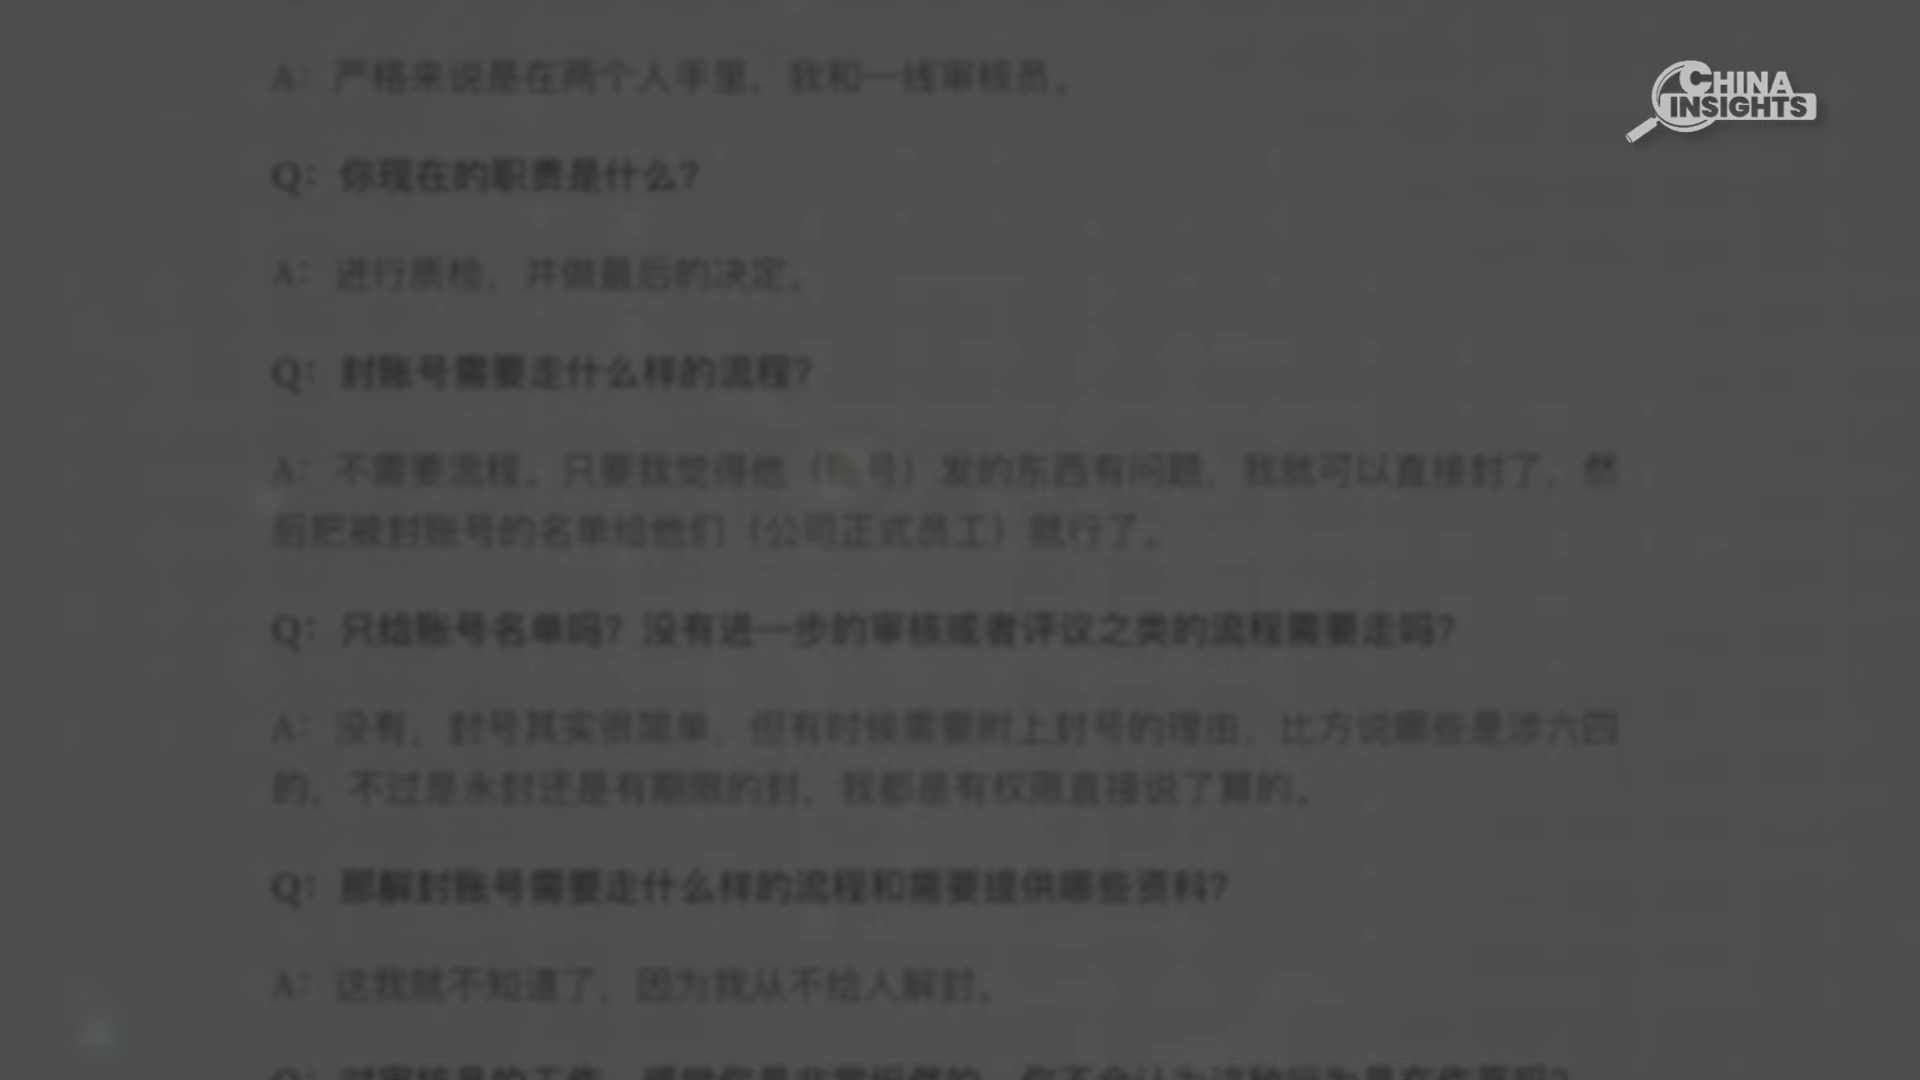 A：严格来说是在两个人手里，我和一线审核员。
CHINA
INSIGHTS
Q：你现在的职责是什么？
A：进行质检，并做最后的决定。
Q：封账号需要走什么样的流程？
A：不需要流程。只要我觉得他（账号）发的东西有问题，我就可以直接封了，然
后把被封账号的名单给他们（公司正式员工）就行了。
Q：只给账号名单吗？没有进一步的审核或者评议之类的流程需要走吗？
A：没有，封号其实很简单，但有时候需要附上封号的理由，比方说哪些是涉六四
的，不过是永封还是有期限的封，我都是有权限直接说了算的。
Q：那解封账号需要走什么样的流程和需要提供哪些资料？
A：这我就不知道了，因为我从不给人解封。